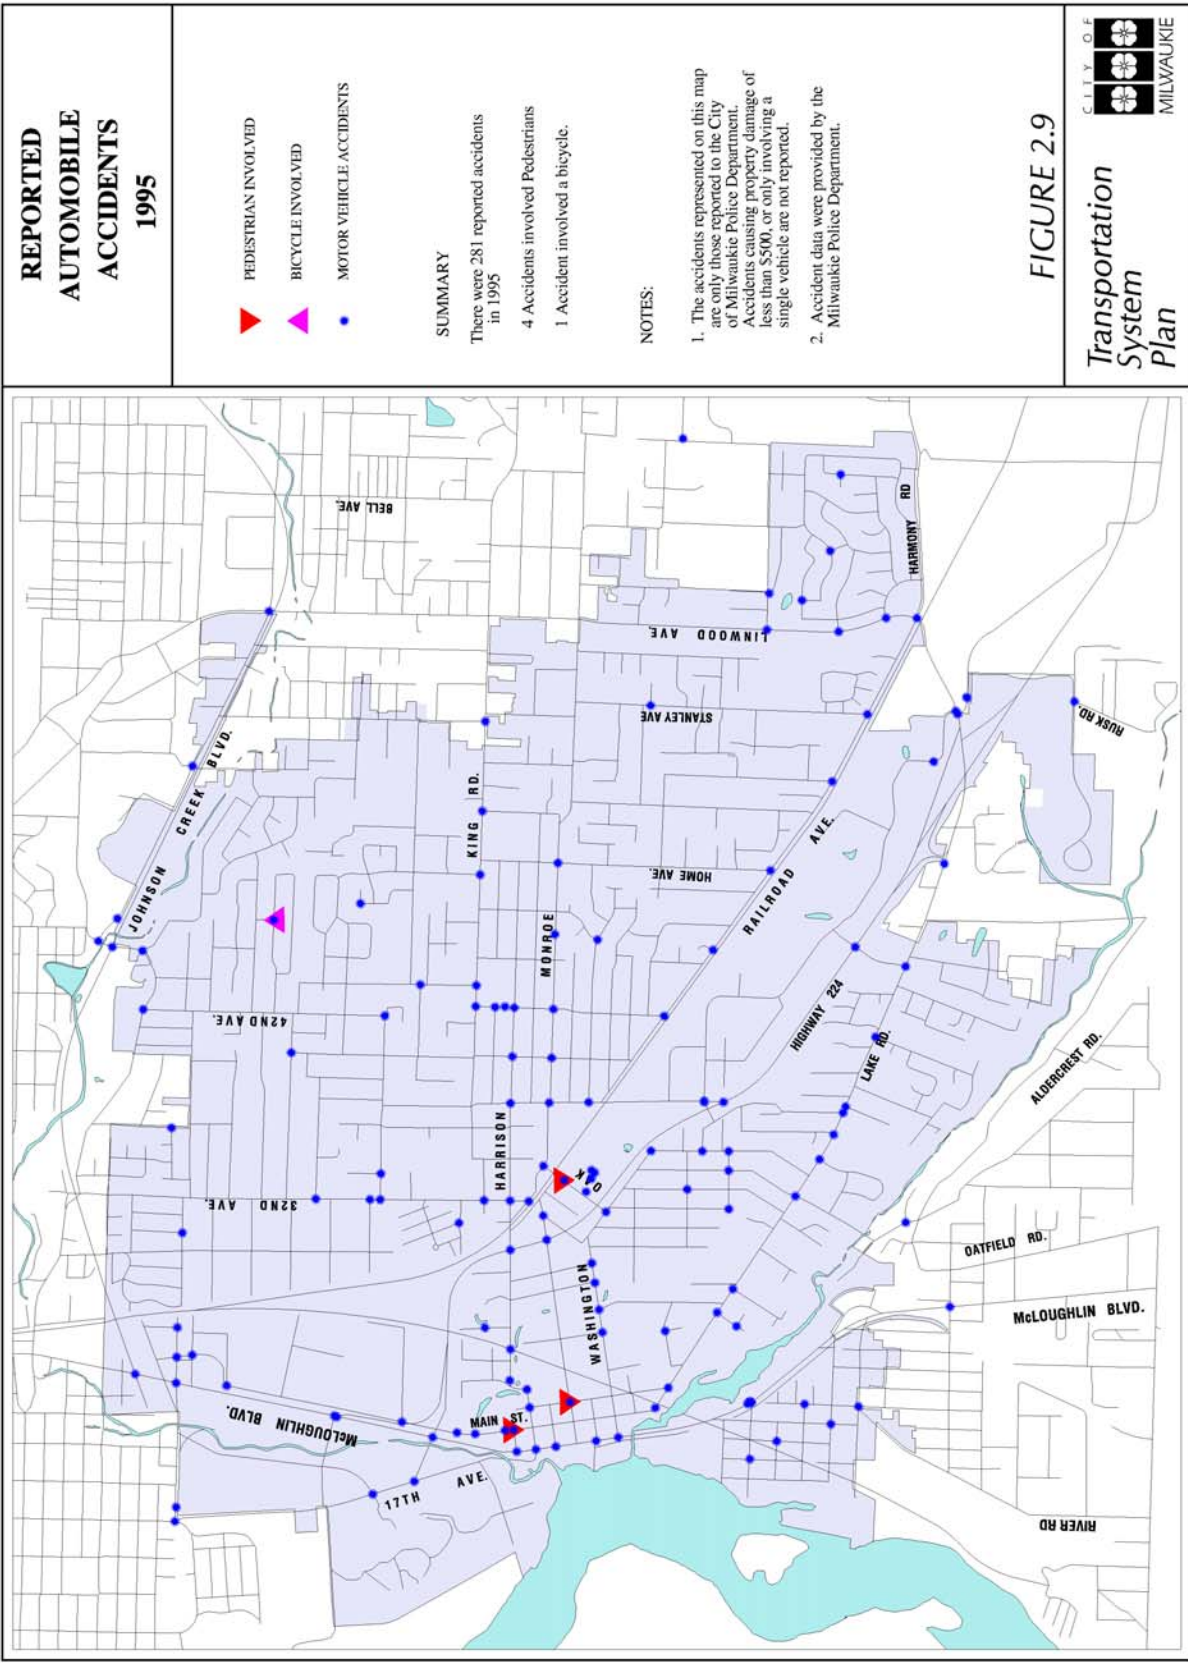 REPORTED
AUTOMOBILE
ACCIDENTS
1995
PEDESTRIAN INVOLVED
BICYCLE INVOLVED
MOTOR VEHICLE ACCIDENTS
SUMMARY
There were 281 reported accidents
in 1995
4 Accidents involved Pedestrians
1 Accident involved a bicycle.
NOTES:
1. The accidents represented on this map
are only those reported to the City
of Milwaukie Police Department.
Accidents causing property damage of
less than $500, or only involving a
single vehicle are not reported.
2. Accident data were provided by the
Milwaukie Police Department.
FIGURE 2.9
Transportation
System
Plan
CITY OF
MILWAUKIE
JOHNSON CREEK BLVD.
BELL AVE.
42ND AVE.
32ND AVE.
KING RD.
HARRISON
MONROE
LINWOOD AVE.
STANLEY AVE
HOME AVE.
RAILROAD AVE.
HARMONY RD
HIGHWAY 224
LAKE RD.
RUSK RD.
ALDERCREST RD.
OATFIELD RD.
McLOUGHLIN BLVD.
RIVER RD
WASHINGTON
OAK
MAIN ST.
McLOUGHLIN BLVD.
17TH AVE.